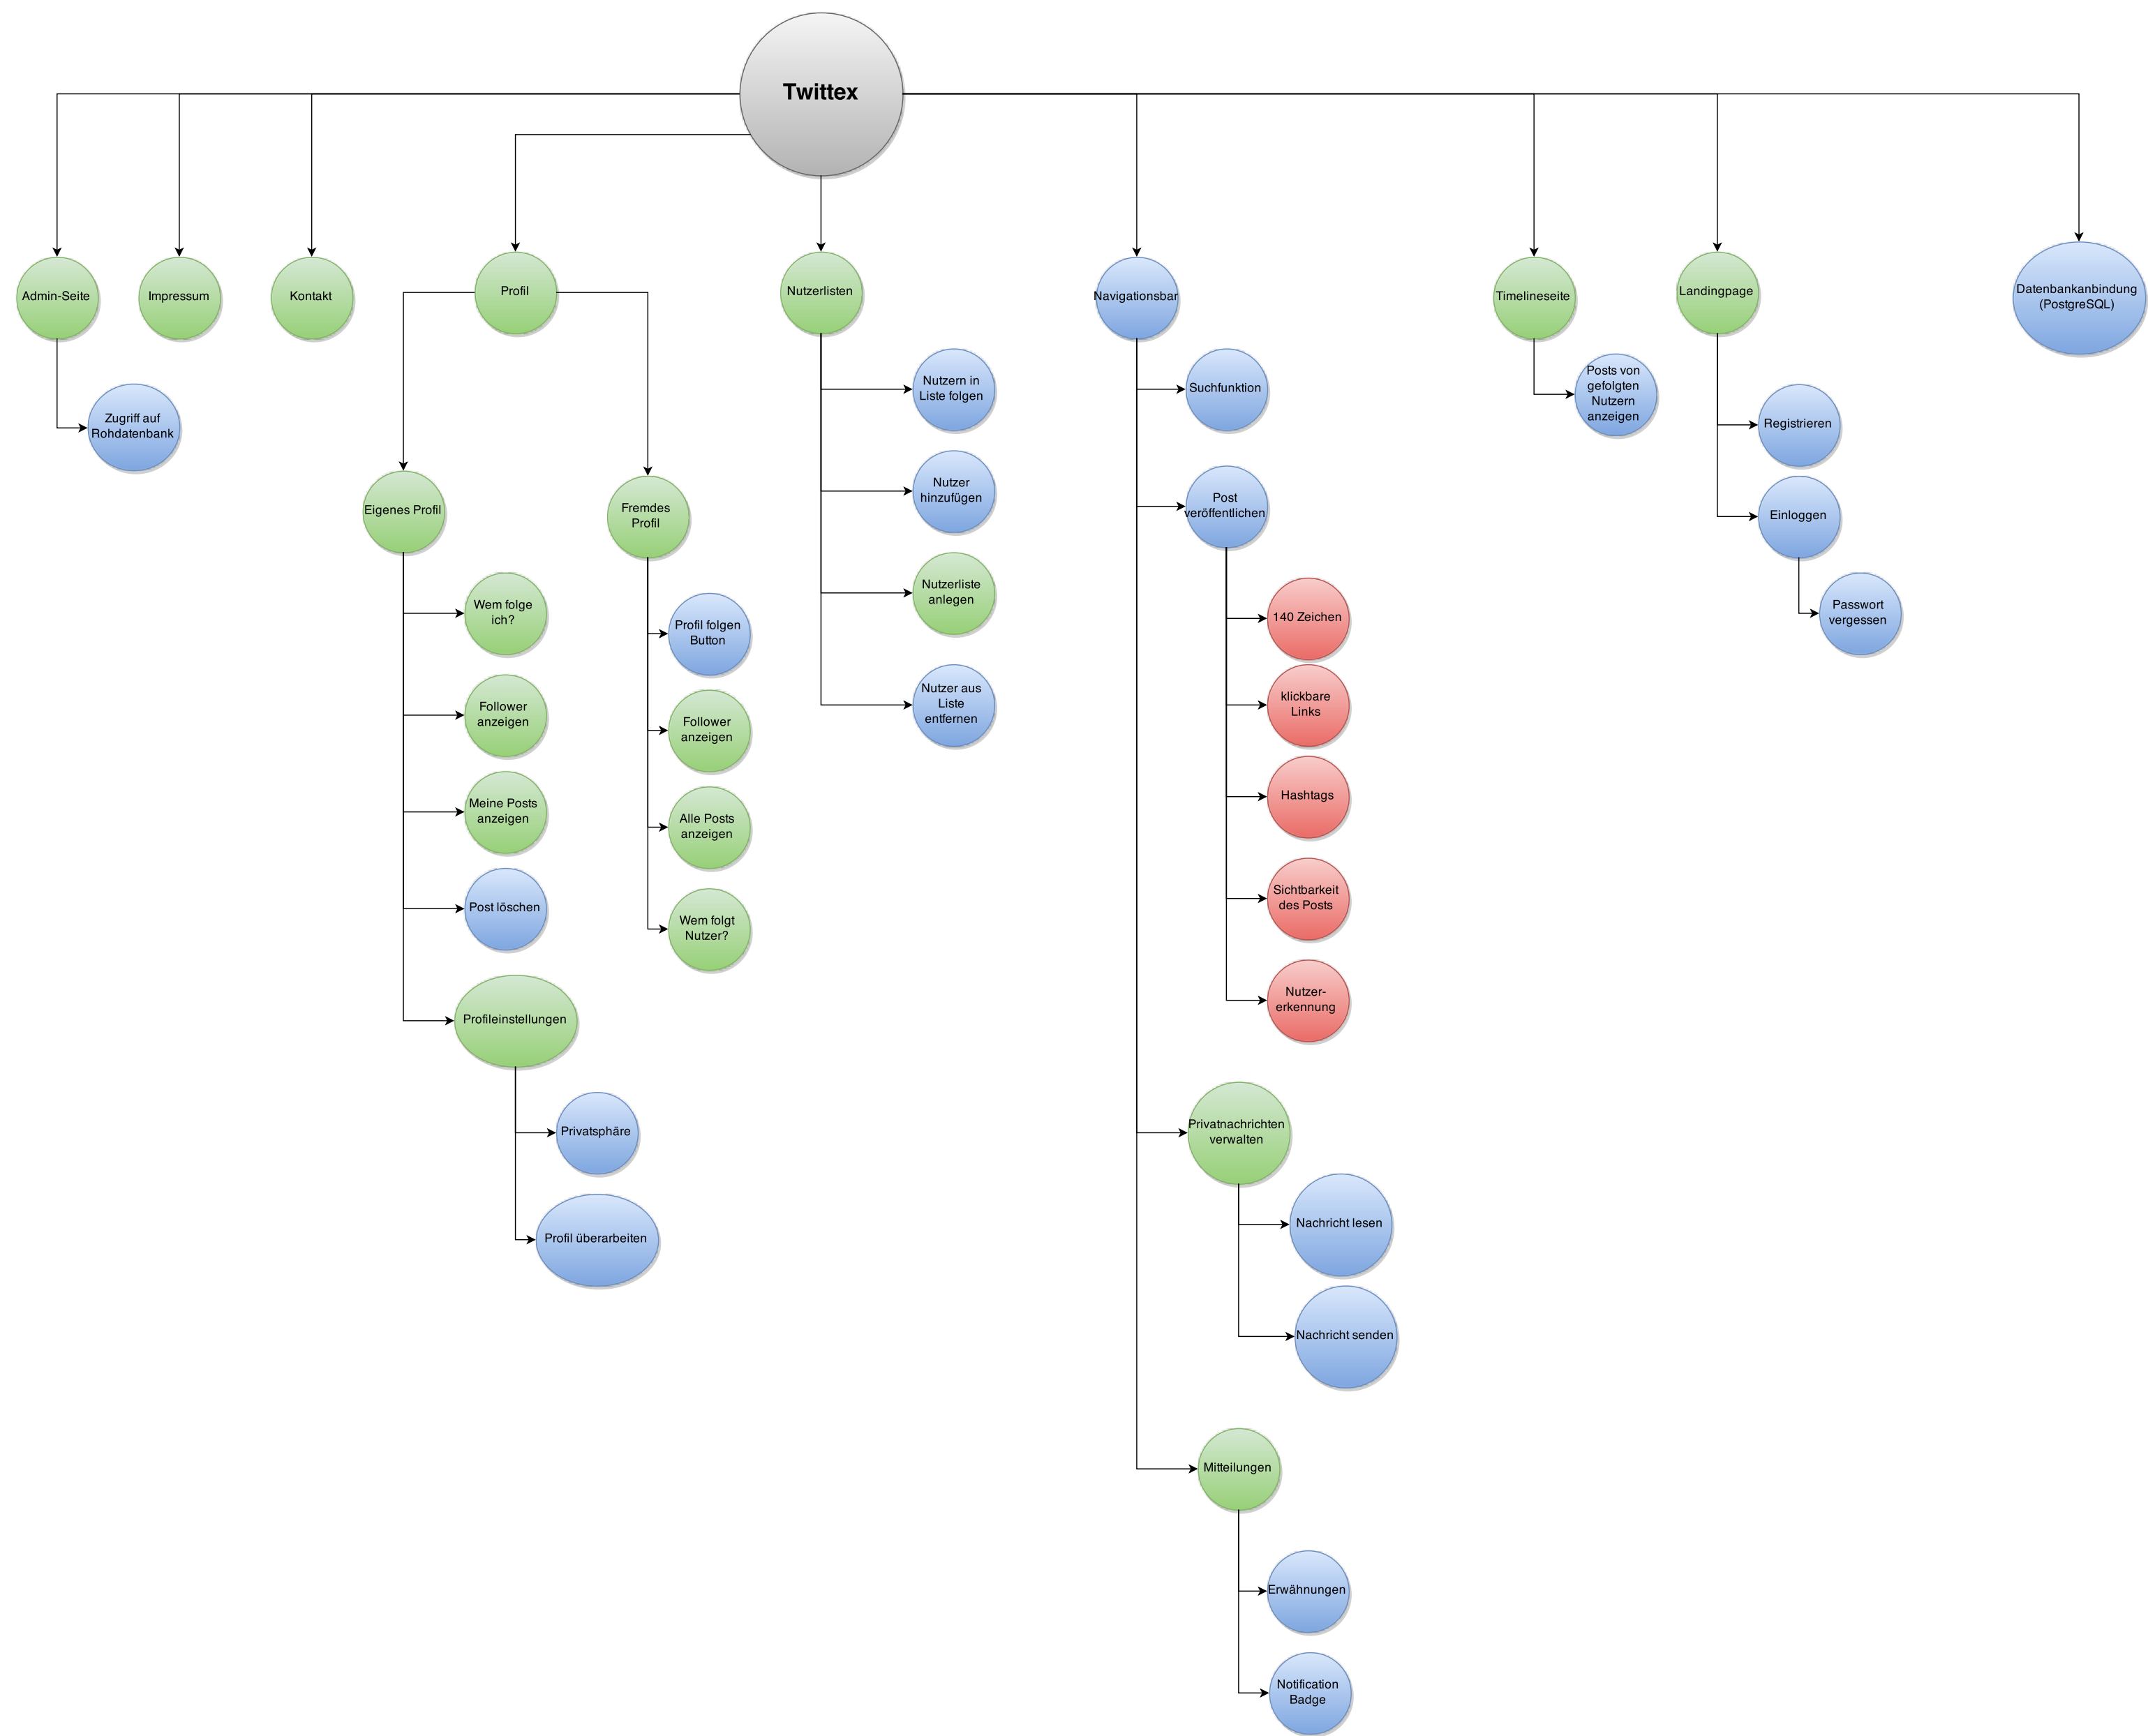 Twittex
Admin-Seite
Impressum
Kontakt
Profil
Nutzerlisten
Navigationsbar
Timelineseite
Landingpage
Datenbankanbindung
(PostgreSQL)
Zugriff auf
Rohdatenbank
Eigenes Profil
Wem folge
ich?
Follower
anzeigen
Meine Posts
anzeigen
Post löschen
Profileinstellungen
Privatsphäre
Profil überarbeiten
Fremdes
Profil
Profil folgen
Button
Follower
anzeigen
Alle Posts
anzeigen
Wem folgt
Nutzer?
Nutzern in
Liste folgen
Nutzer
hinzufügen
Nutzerliste
anlegen
Nutzer aus
Liste
entfernen
Suchfunktion
Post
veröffentlichen
140 Zeichen
klickbare
Links
Hashtags
Sichtbarkeit
des Posts
Nutzer-
erkennung
Privatnachrichten
verwalten
Nachricht lesen
Nachricht senden
Mitteilungen
Erwähnungen
Notification
Badge
Posts von
gefolgten
Nutzern
anzeigen
Registrieren
Einloggen
Passwort
vergessen